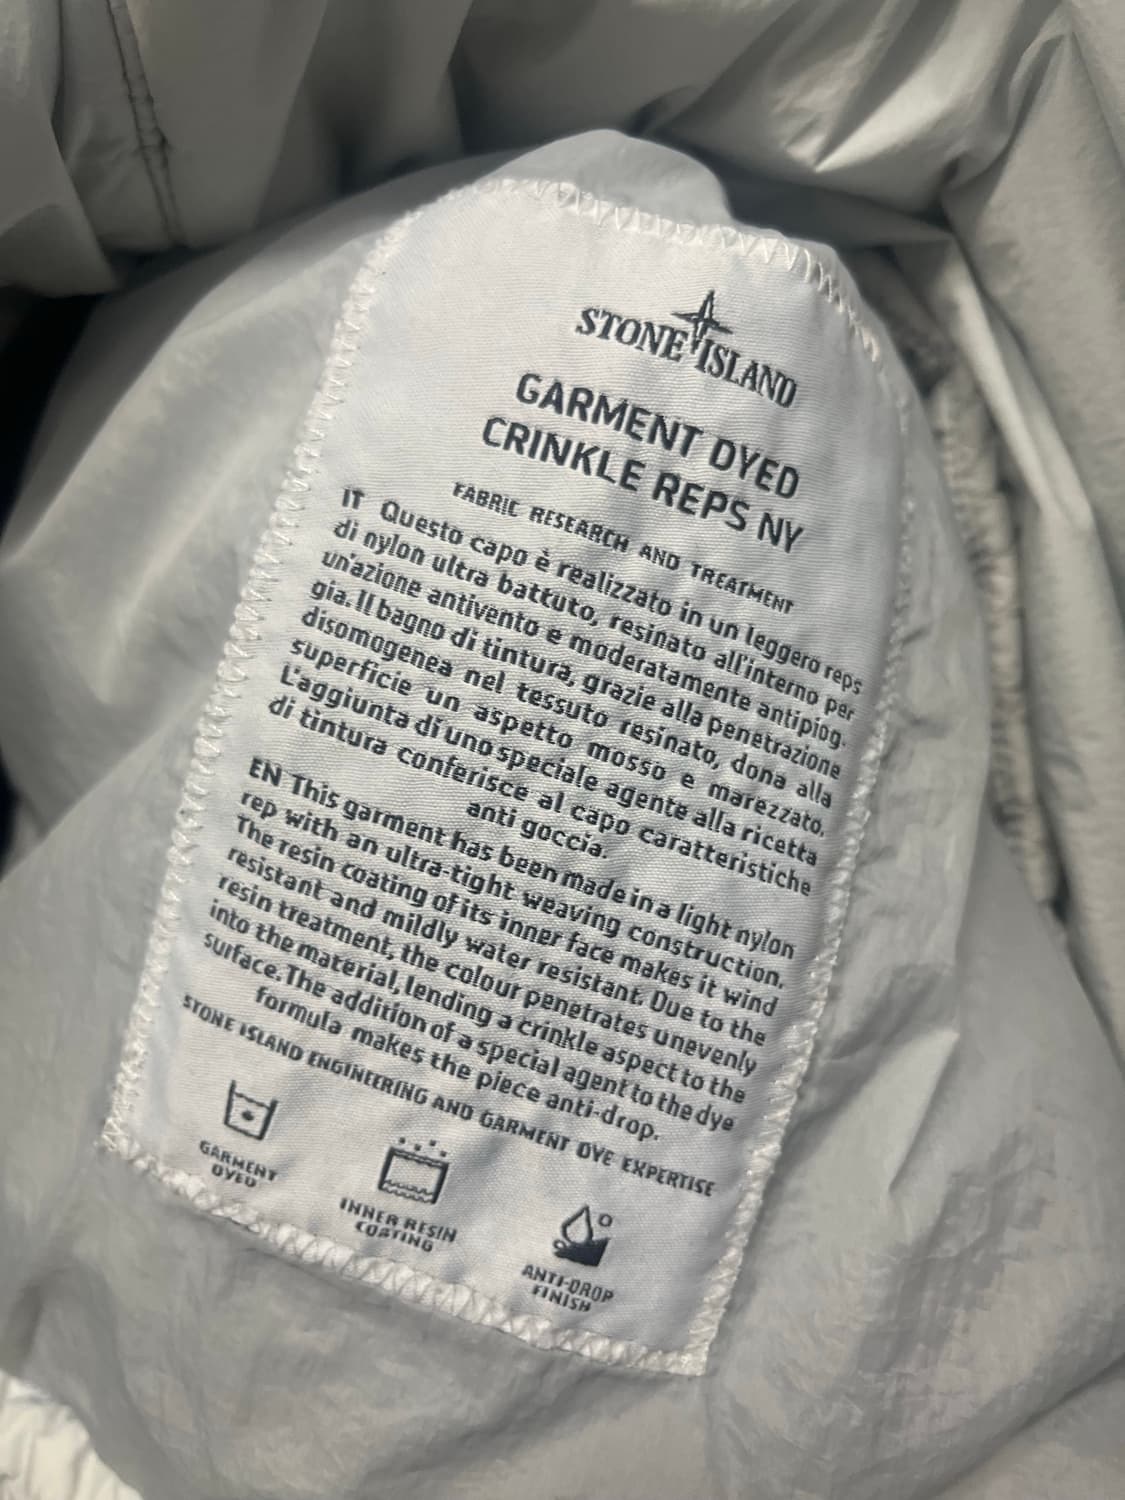 STONE ISLAND
GARMENT DYED
CRINKLE REPS NY
FABRIC RESEARCH AND TREATMENT
IT Questo capo è realizzato in un leggero reps
di nylon ultra battuto, resinato all'interno per
un'azione antivento e moderatamente antipiog-
gia. Il bagno di tintura, grazie alla penetrazione
disomogenea nel tessuto resinato, dona alla
superficie un aspetto mosso e marezzato.
L'aggiunta di uno speciale agente alla ricetta
di tintura conferisce al capo caratteristiche
anti goccia.
EN This garment has been made in a light nylon
rep with an ultra-tight weaving construction.
The resin coating of its inner face makes it wind
resistant and mildly water resistant. Due to the
resin treatment, the colour penetrates unevenly
into the material, lending a crinkle aspect to the
surface. The addition of a special agent to the dye
formula makes the piece anti-drop.
STONE ISLAND ENGINEERING AND GARMENT DYE EXPERTISE
GARMENT
DYED
INNER RESIN
COATING
ANTI-DROP
FINISH